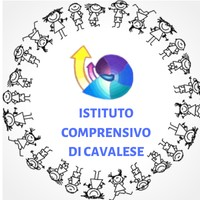 ISTITUTO
COMPRENSIVO
DI CAVALESE